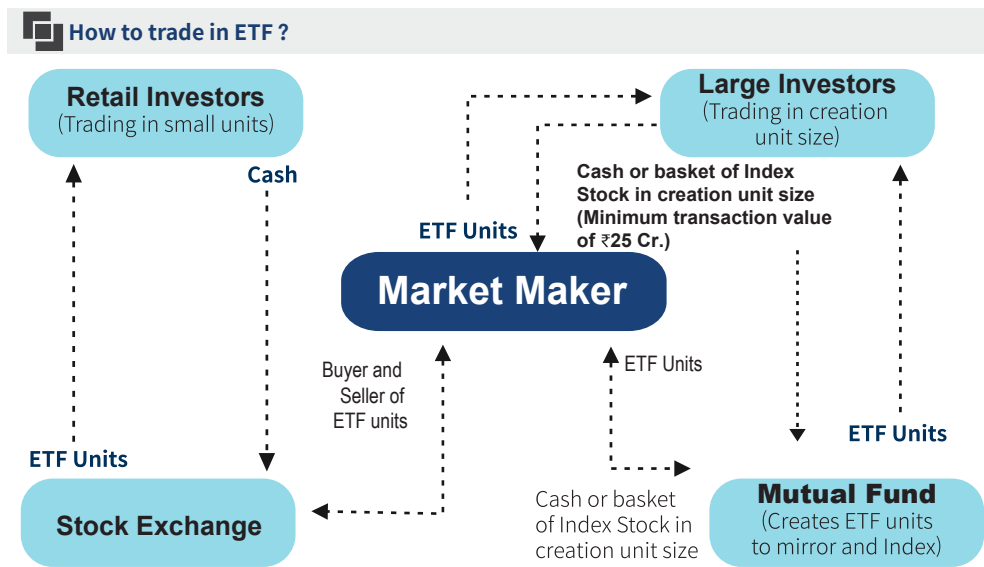 How to trade in ETF ?
Retail Investors
(Trading in small units)
Large Investors
(Trading in creation
unit size)
Cash
Cash or basket of Index
Stock in creation unit size
(Minimum transaction value
of ₹25 Cr.)
ETF Units
Market Maker
Buyer and
Seller of
ETF units
ETF Units
ETF Units
ETF Units
Stock Exchange
Cash or basket
of Index Stock in
creation unit size
Mutual Fund
(Creates ETF units
to mirror and Index)